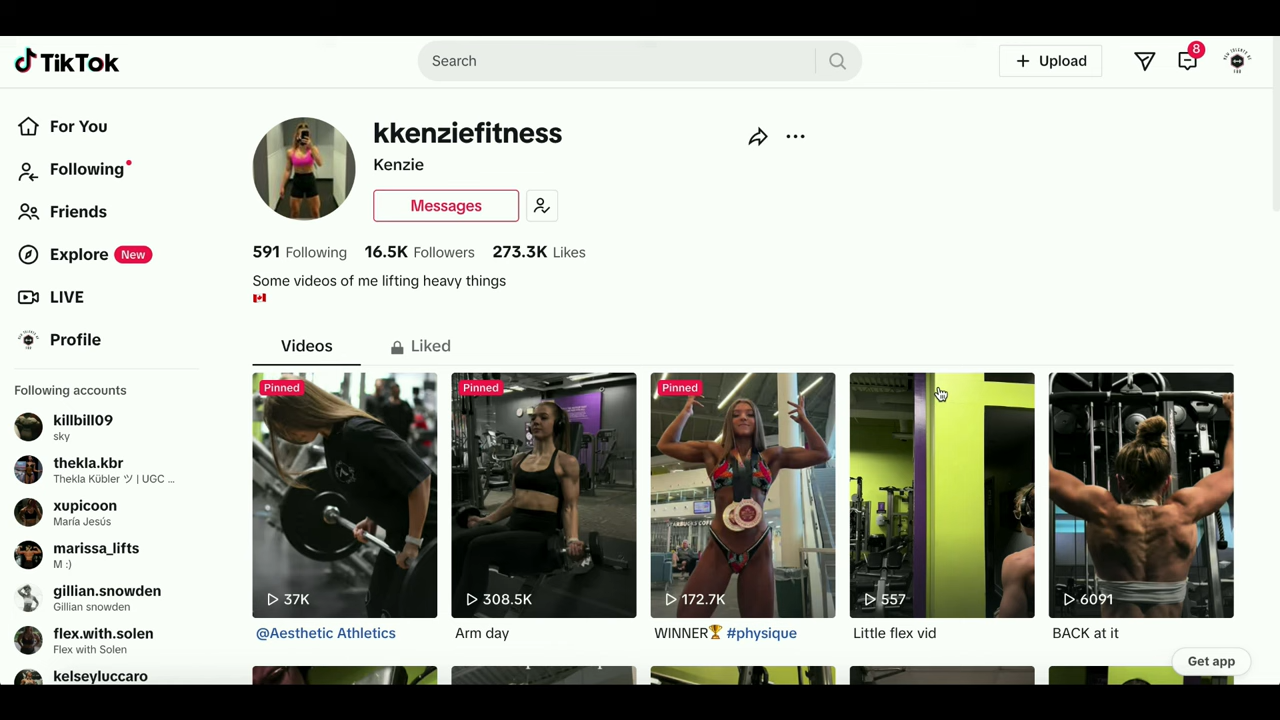 TikTok
Search
+ Upload
8
For You
Following
Friends
Explore New
LIVE
Profile
Following accounts
killbill09
sky
thekla.kbr
Thekla Kübler ツ | UGC ...
xupicoon
María Jesús
marissa_lifts
M :)
gillian.snowden
Gillian snowden
flex.with.solen
Flex with Solen
kelseyluccaro
kkenziefitness
Kenzie
Messages
591 Following 16.5K Followers 273.3K Likes
Some videos of me lifting heavy things
Videos Liked
Pinned
37K
@Aesthetic Athletics
Pinned
308.5K
Arm day
Pinned
STARBUCKS COFF
172.7K
WINNER🏆 #physique
557
Little flex vid
6091
BACK at it
Get app